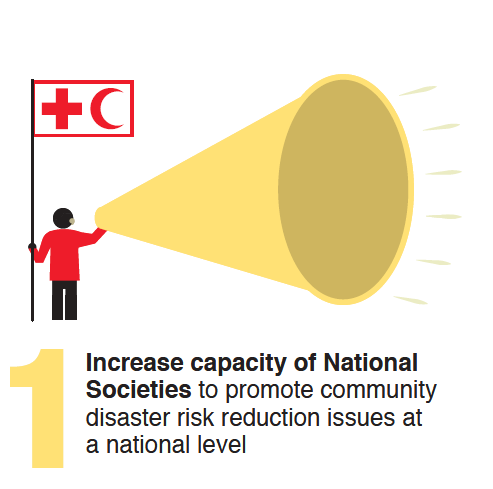 1
Increase capacity of National
Societies to promote community
disaster risk reduction issues at
a national level